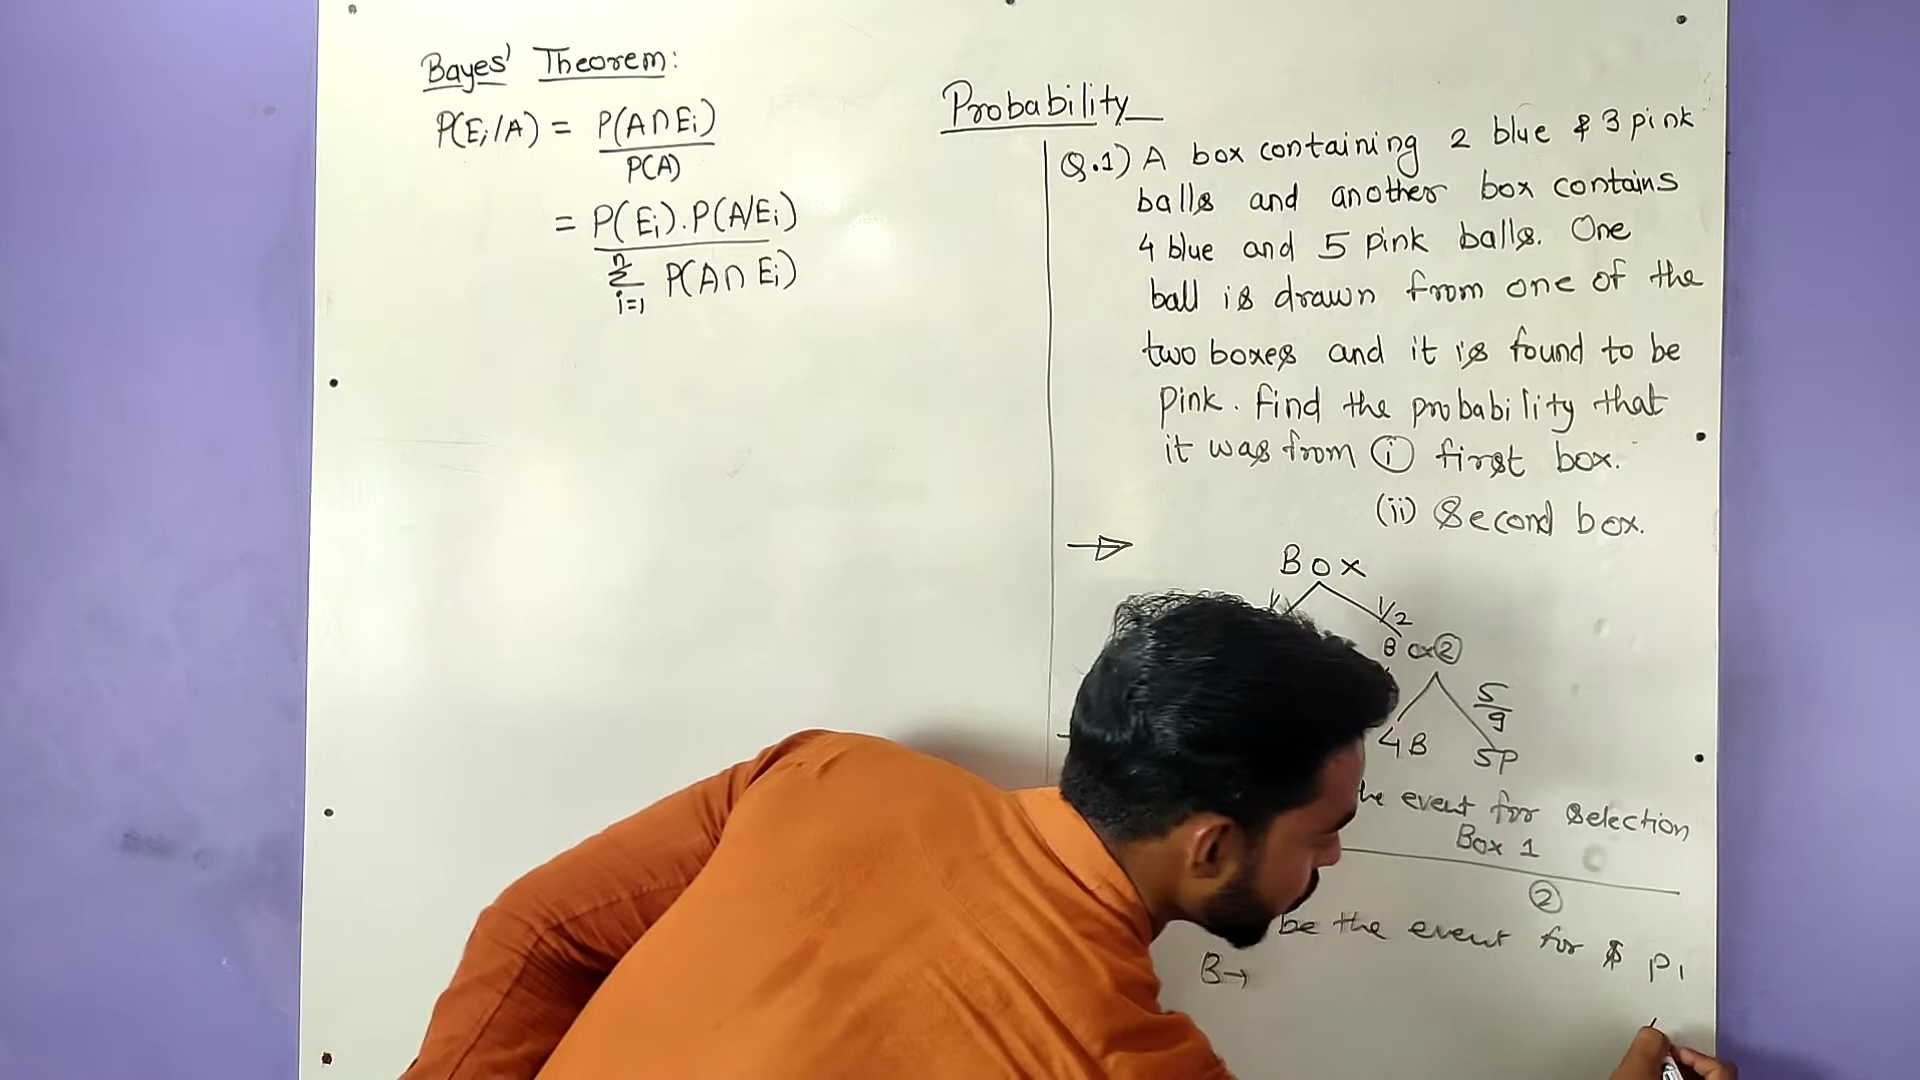 Bayes' Theorem:
P(Ei/A) = P(A∩Ei)
P(A)
= P(Ei).P(A/Ei)
n
Σ P(A∩Ei)
i=1
Probability
Q.1) A box containing 2 blue & 3 pink
balls and another box contains
4 blue and 5 pink balls. One
ball is drawn from one of the
two boxes and it is found to be
pink. Find the probability that
it was from (i) first box.
(ii) Second box.
Box
1/2
Box (2)
5/9
4B
5P
the event for selection
Box 1
(2)
be the event for
B→